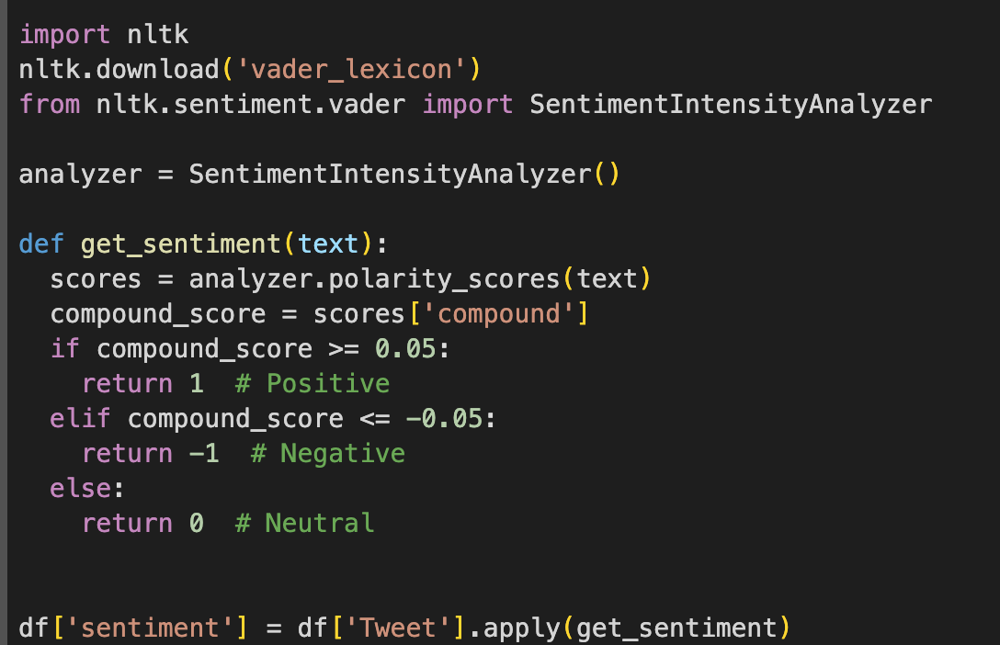 import nltk
nltk.download('vader_lexicon')
from nltk.sentiment.vader import SentimentIntensityAnalyzer
analyzer = SentimentIntensityAnalyzer()
def get_sentiment(text):
  scores = analyzer.polarity_scores(text)
  compound_score = scores['compound']
  if compound_score >= 0.05:
    return 1  # Positive
  elif compound_score <= -0.05:
    return -1  # Negative
  else:
    return 0  # Neutral
df['sentiment'] = df['Tweet'].apply(get_sentiment)